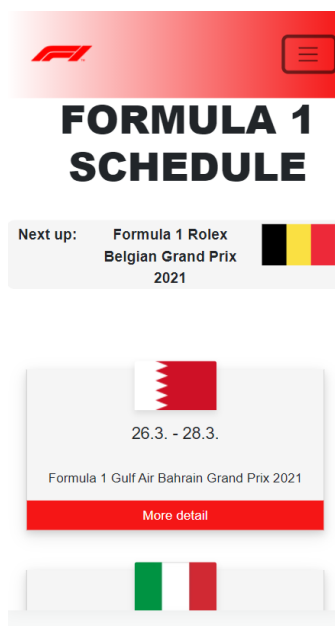 FORMULA 1
SCHEDULE
Next up:
Formula 1 Rolex
Belgian Grand Prix
2021
26.3. - 28.3.
Formula 1 Gulf Air Bahrain Grand Prix 2021
More detail